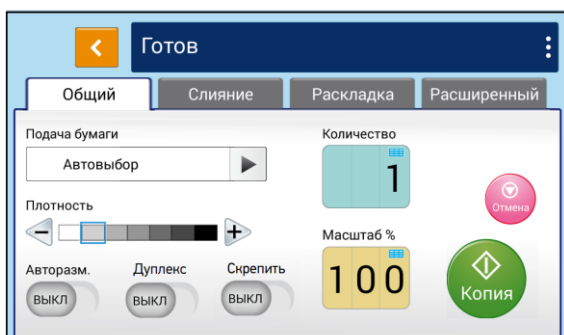 Готов
Общий
Слияние
Раскладка
Расширенный
Подача бумаги
Количество
Автовыбор
1
Плотность
Отмена
Масштаб %
Авторазм.
Дуплекс
Скрепить
100
ВЫКЛ
ВЫКЛ
ВЫКЛ
Копия